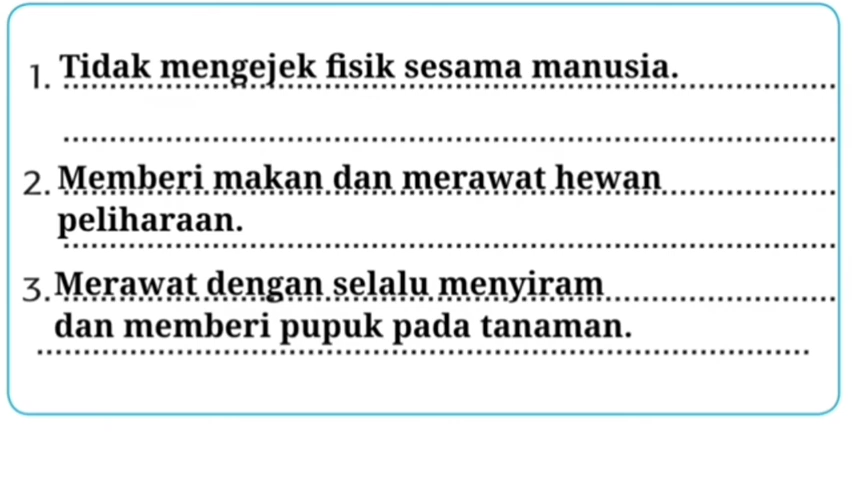 1. Tidak mengejek fisik sesama manusia.
2. Memberi makan dan merawat hewan
peliharaan.
3. Merawat dengan selalu menyiram
dan memberi pupuk pada tanaman.